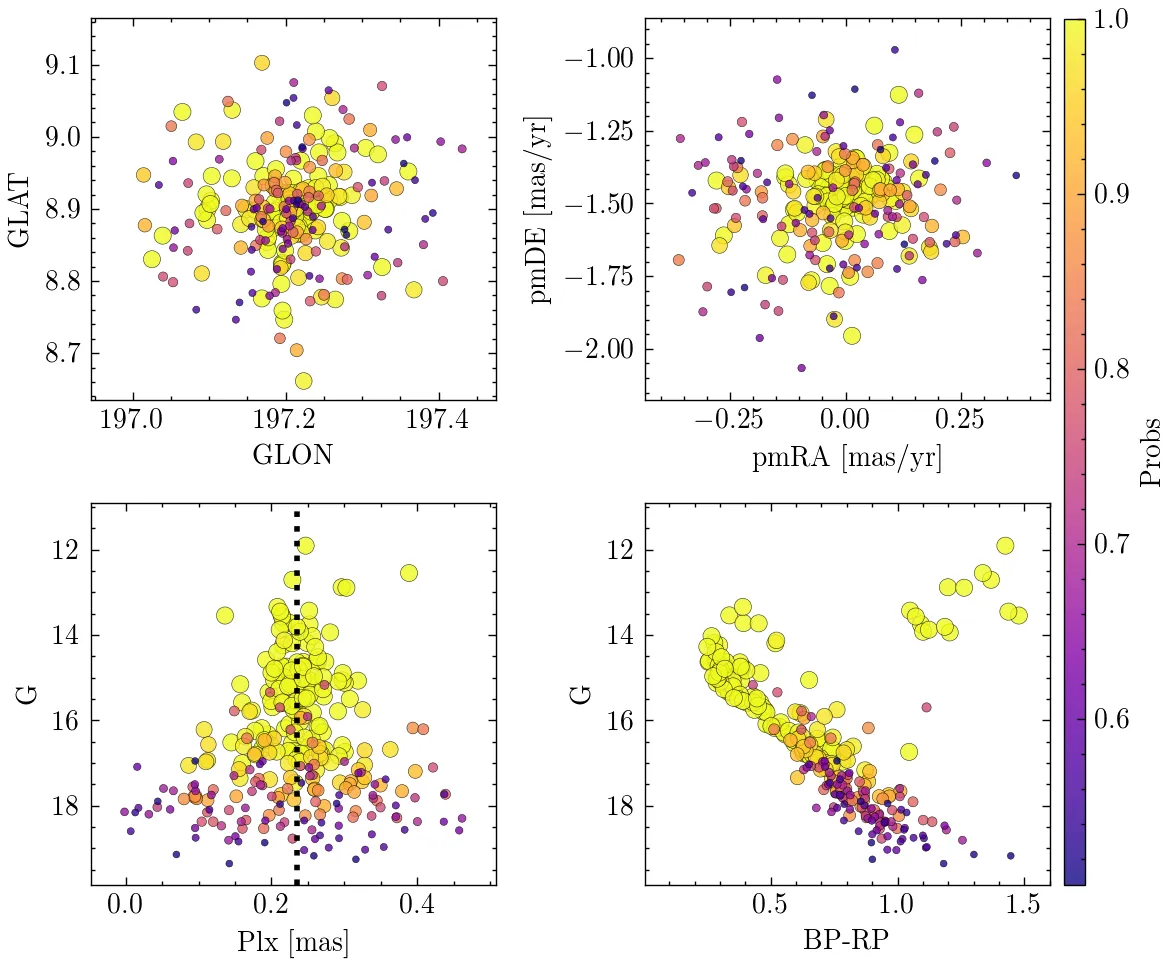 9.1
9.0
8.9
8.8
8.7
GLAT
197.0 197.2 197.4
GLON
−1.00
−1.25
−1.50
−1.75
−2.00
pmDE [mas/yr]
−0.25 0.00 0.25
pmRA [mas/yr]
1.0
0.9
0.8
0.7
0.6
Probs
12
14
16
18
G
0.0 0.2 0.4
Plx [mas]
12
14
16
18
G
0.5 1.0 1.5
BP-RP